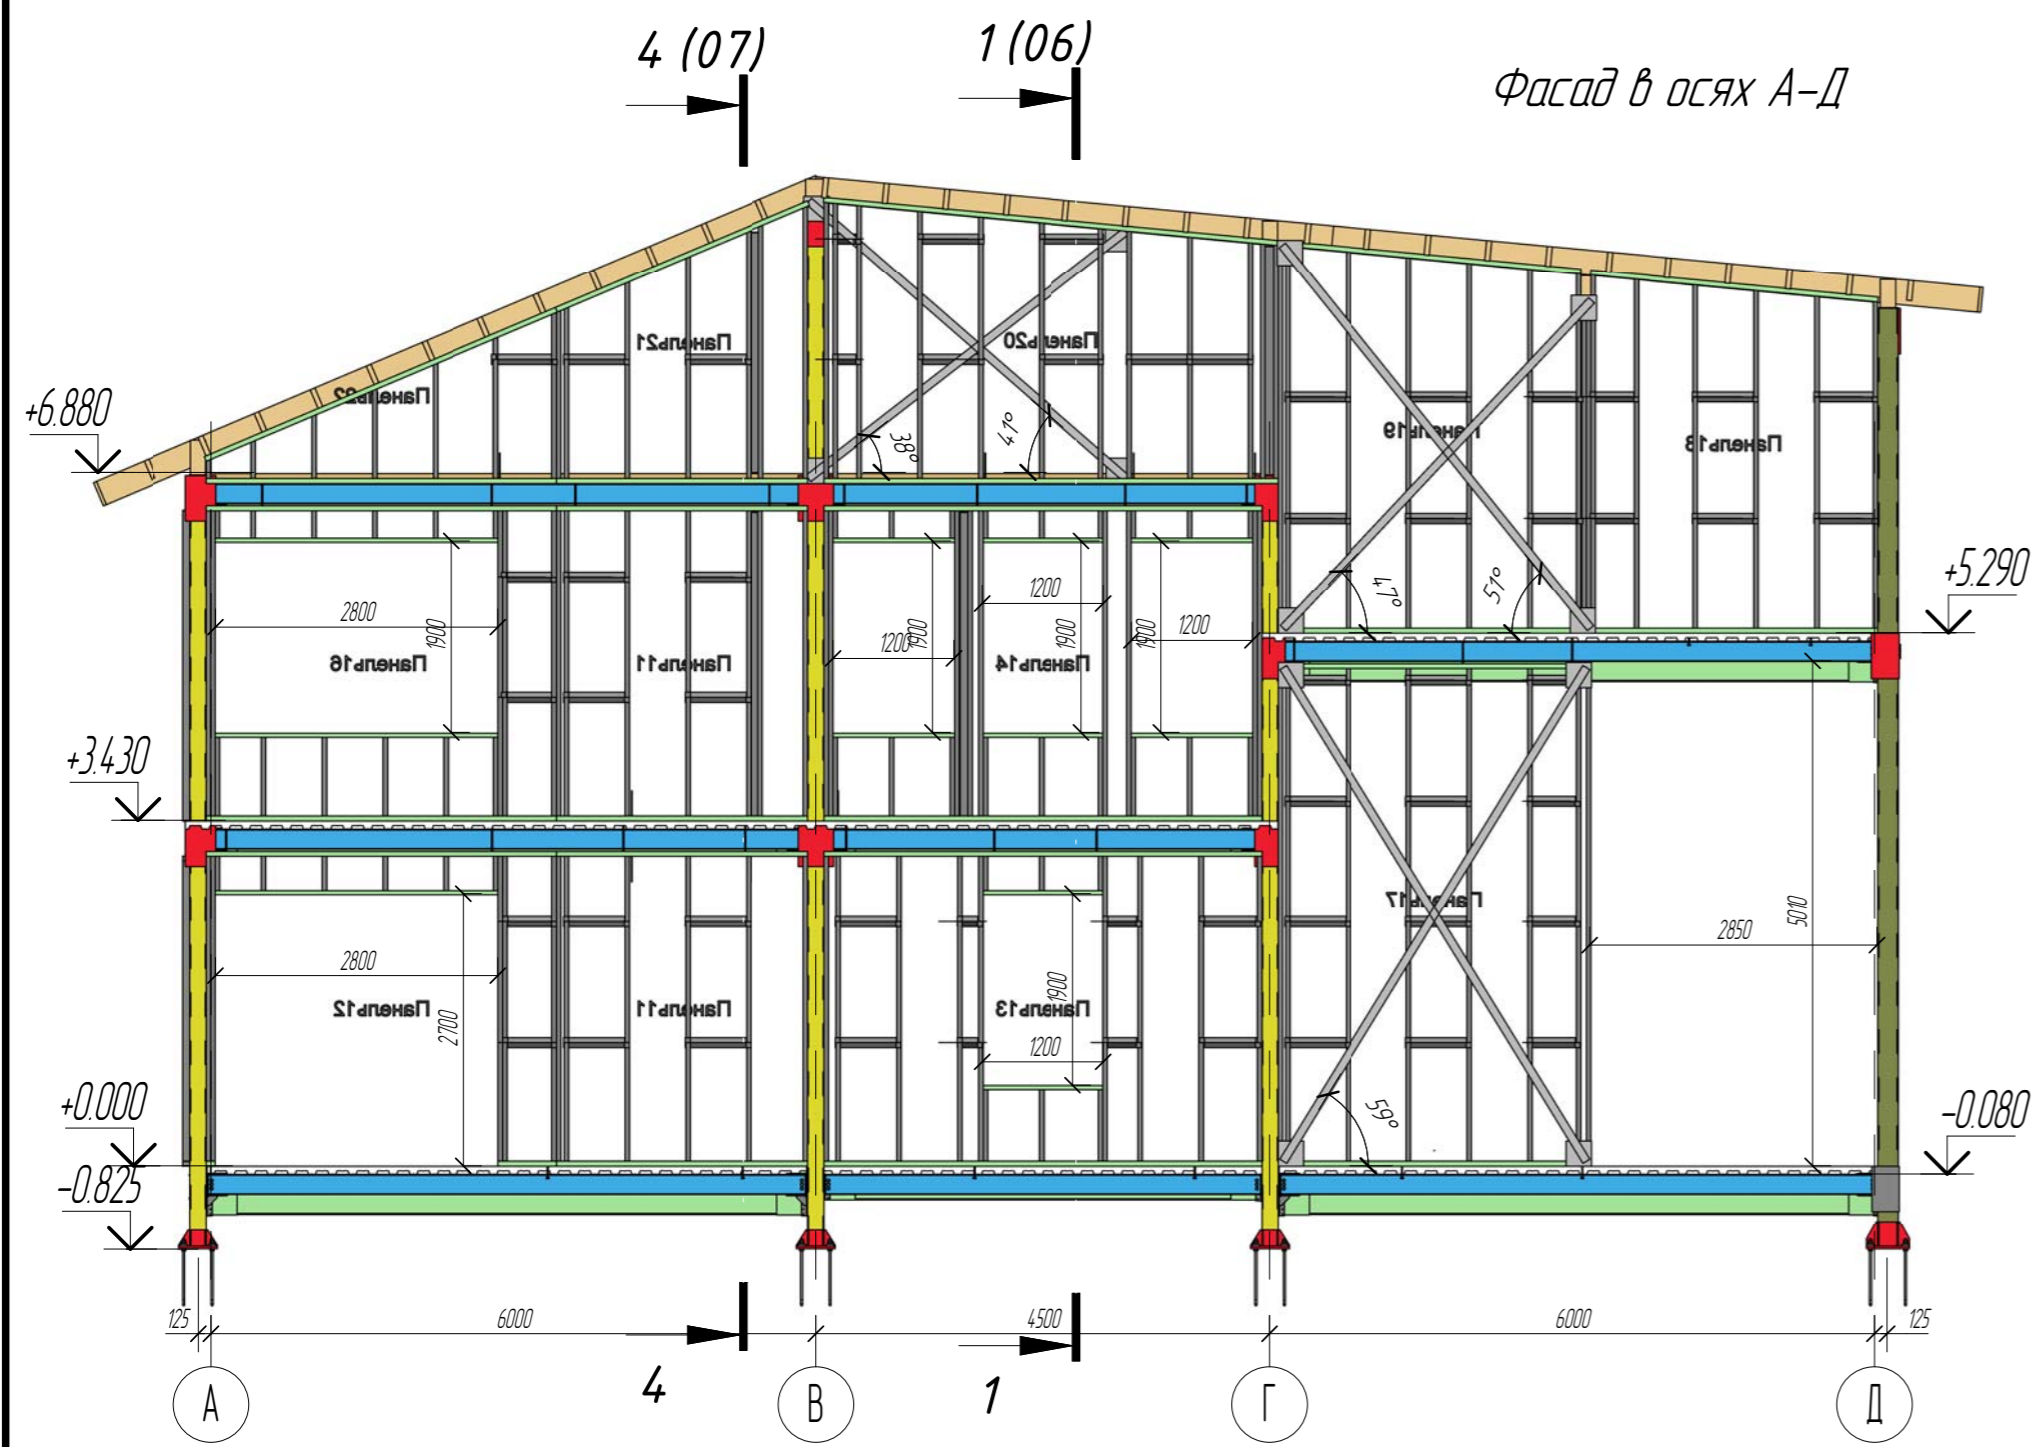 4 (07)
1 (06)
Фасад в осях А-Д
Панель21
Панель20
Панель22
+6.880
38°
41°
Панель19
Панель18
47°
51°
+5.290
2800
1900
1200
1900
1200
1900
1900
1200
Панель16
Панель11
Панель14
+3.430
Панель17
2850
5010
2800
2700
Панель12
Панель11
1900
Панель13
1200
59°
+0.000
-0.080
-0.825
125
6000
4500
6000
125
4
1
А
В
Г
Д